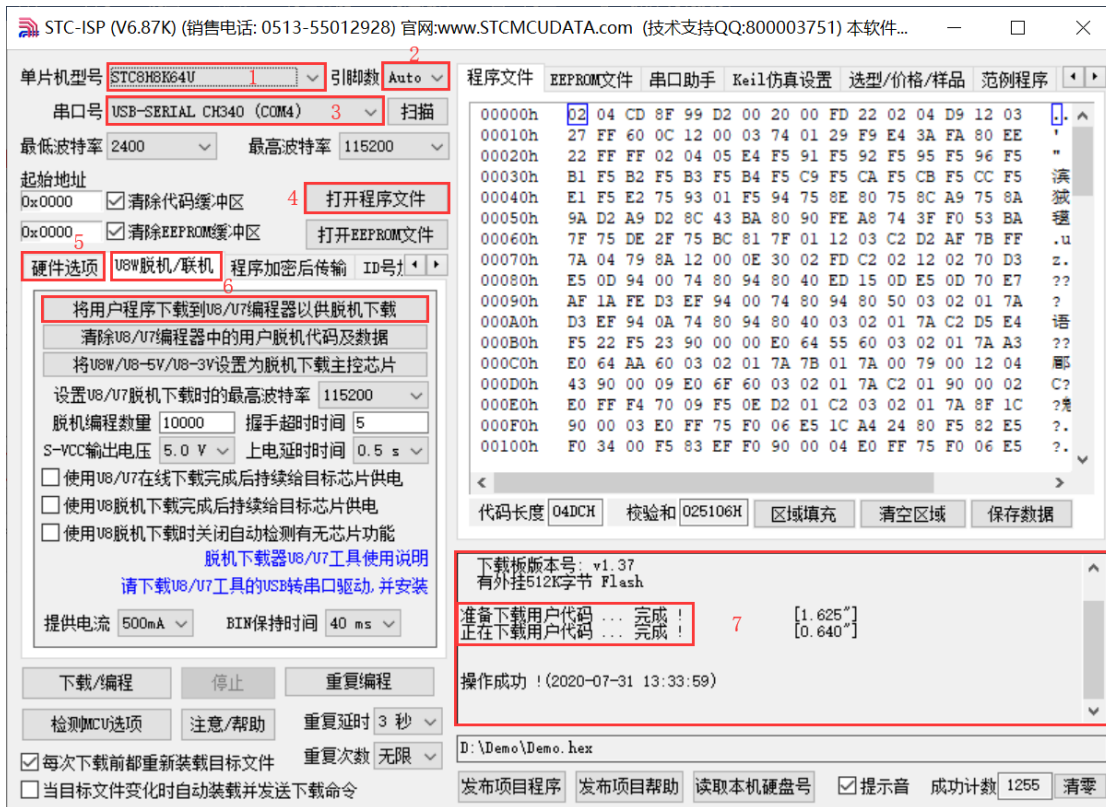 STC-ISP (V6.87K) (销售电话: 0513-55012928) 官网:www.STCMCUDATA.com (技术支持QQ:800003751) 本软件...
单片机型号 STC8H8K64U 1 引脚数 2 Auto
串口号 USB-SERIAL CH340 (COM4) 3 扫描
最低波特率 2400 最高波特率 115200
起始地址
0x0000 清除代码缓冲区 4 打开程序文件
0x0000 清除EEPROM缓冲区 打开EEPROM文件
5
硬件选项 U8W脱机/联机 程序加密后传输 ID号
6
将用户程序下载到U8/U7编程器以供脱机下载
清除U8/U7编程器中的用户脱机代码及数据
将U8W/U8-5V/U8-3V设置为脱机下载主控芯片
设置U8/U7脱机下载时的最高波特率 115200
脱机编程数量 10000 握手超时时间 5
S-VCC输出电压 5.0 V 上电延时时间 0.5 s
使用U8/U7在线下载完成后持续给目标芯片供电
使用U8脱机下载完成后持续给目标芯片供电
使用U8脱机下载时关闭自动检测有无芯片功能
脱机下载器U8/U7工具使用说明
请下载U8/U7工具的USB转串口驱动,并安装
提供电流 500mA BIN保持时间 40 ms
下载/编程 停止 重复编程
检测MCU选项 注意/帮助 重复延时 3 秒
每次下载前都重新装载目标文件 重复次数 无限
当目标文件变化时自动装载并发送下载命令
程序文件 EEPROM文件 串口助手 Keil仿真设置 选型/价格/样品 范例程序
00000h 02 04 CD 8F 99 D2 00 20 00 FD 22 02 04 D9 12 03 ..
00010h 27 FF 60 0C 12 00 03 74 01 29 F9 E4 3A FA 80 EE '
00020h 22 FF FF 02 04 05 E4 F5 91 F5 92 F5 95 F5 96 F5 "
00030h B1 F5 B2 F5 B3 F5 B4 F5 C9 F5 CA F5 CB F5 CC F5
00040h E1 F5 E2 75 93 01 F5 94 75 8E 80 75 8C A9 75 8A
00050h 9A D2 A9 D2 8C 43 BA 80 90 FE A8 74 3F F0 53 BA
00060h 7F 75 DE 2F 75 BC 81 7F 01 12 03 C2 D2 AF 7B FF .u
00070h 7A 04 79 8A 12 00 0E 30 02 FD C2 02 12 02 70 D3 z.
00080h E5 0D 94 00 74 80 94 80 40 ED 15 0D E5 0D 70 E7 ??
00090h AF 1A FE D3 EF 94 00 74 80 94 80 50 03 02 01 7A ?
000A0h D3 EF 94 0A 74 80 94 80 40 03 02 01 7A C2 D5 E4 语
000B0h F5 22 F5 23 90 00 00 E0 64 55 60 03 02 01 7A A3 ??
000C0h E0 64 AA 60 03 02 01 7A 7B 01 7A 00 79 00 12 04
000D0h 43 90 00 09 E0 6F 60 03 02 01 7A C2 01 90 00 02 C?
000E0h E0 FF F4 70 09 F5 0E D2 01 C2 03 02 01 7A 8F 1C
000F0h 90 00 03 E0 FF 75 F0 06 E5 1C A4 24 80 F5 82 E5 ?.
00100h F0 34 00 F5 83 EF F0 90 00 04 E0 FF 75 F0 06 E5 ?.
代码长度 04DCH 校验和 025106H 区域填充 清空区域 保存数据
下载板版本号: v1.37
有外挂512K字节 Flash
准备下载用户代码 ... 完成 ! [1.625"]
正在下载用户代码 ... 完成 ! 7 [0.640"]
操作成功 !(2020-07-31 13:33:59)
D:\Demo\Demo.hex
发布项目程序 发布项目帮助 读取本机硬盘号 提示音 成功计数 1255 清零